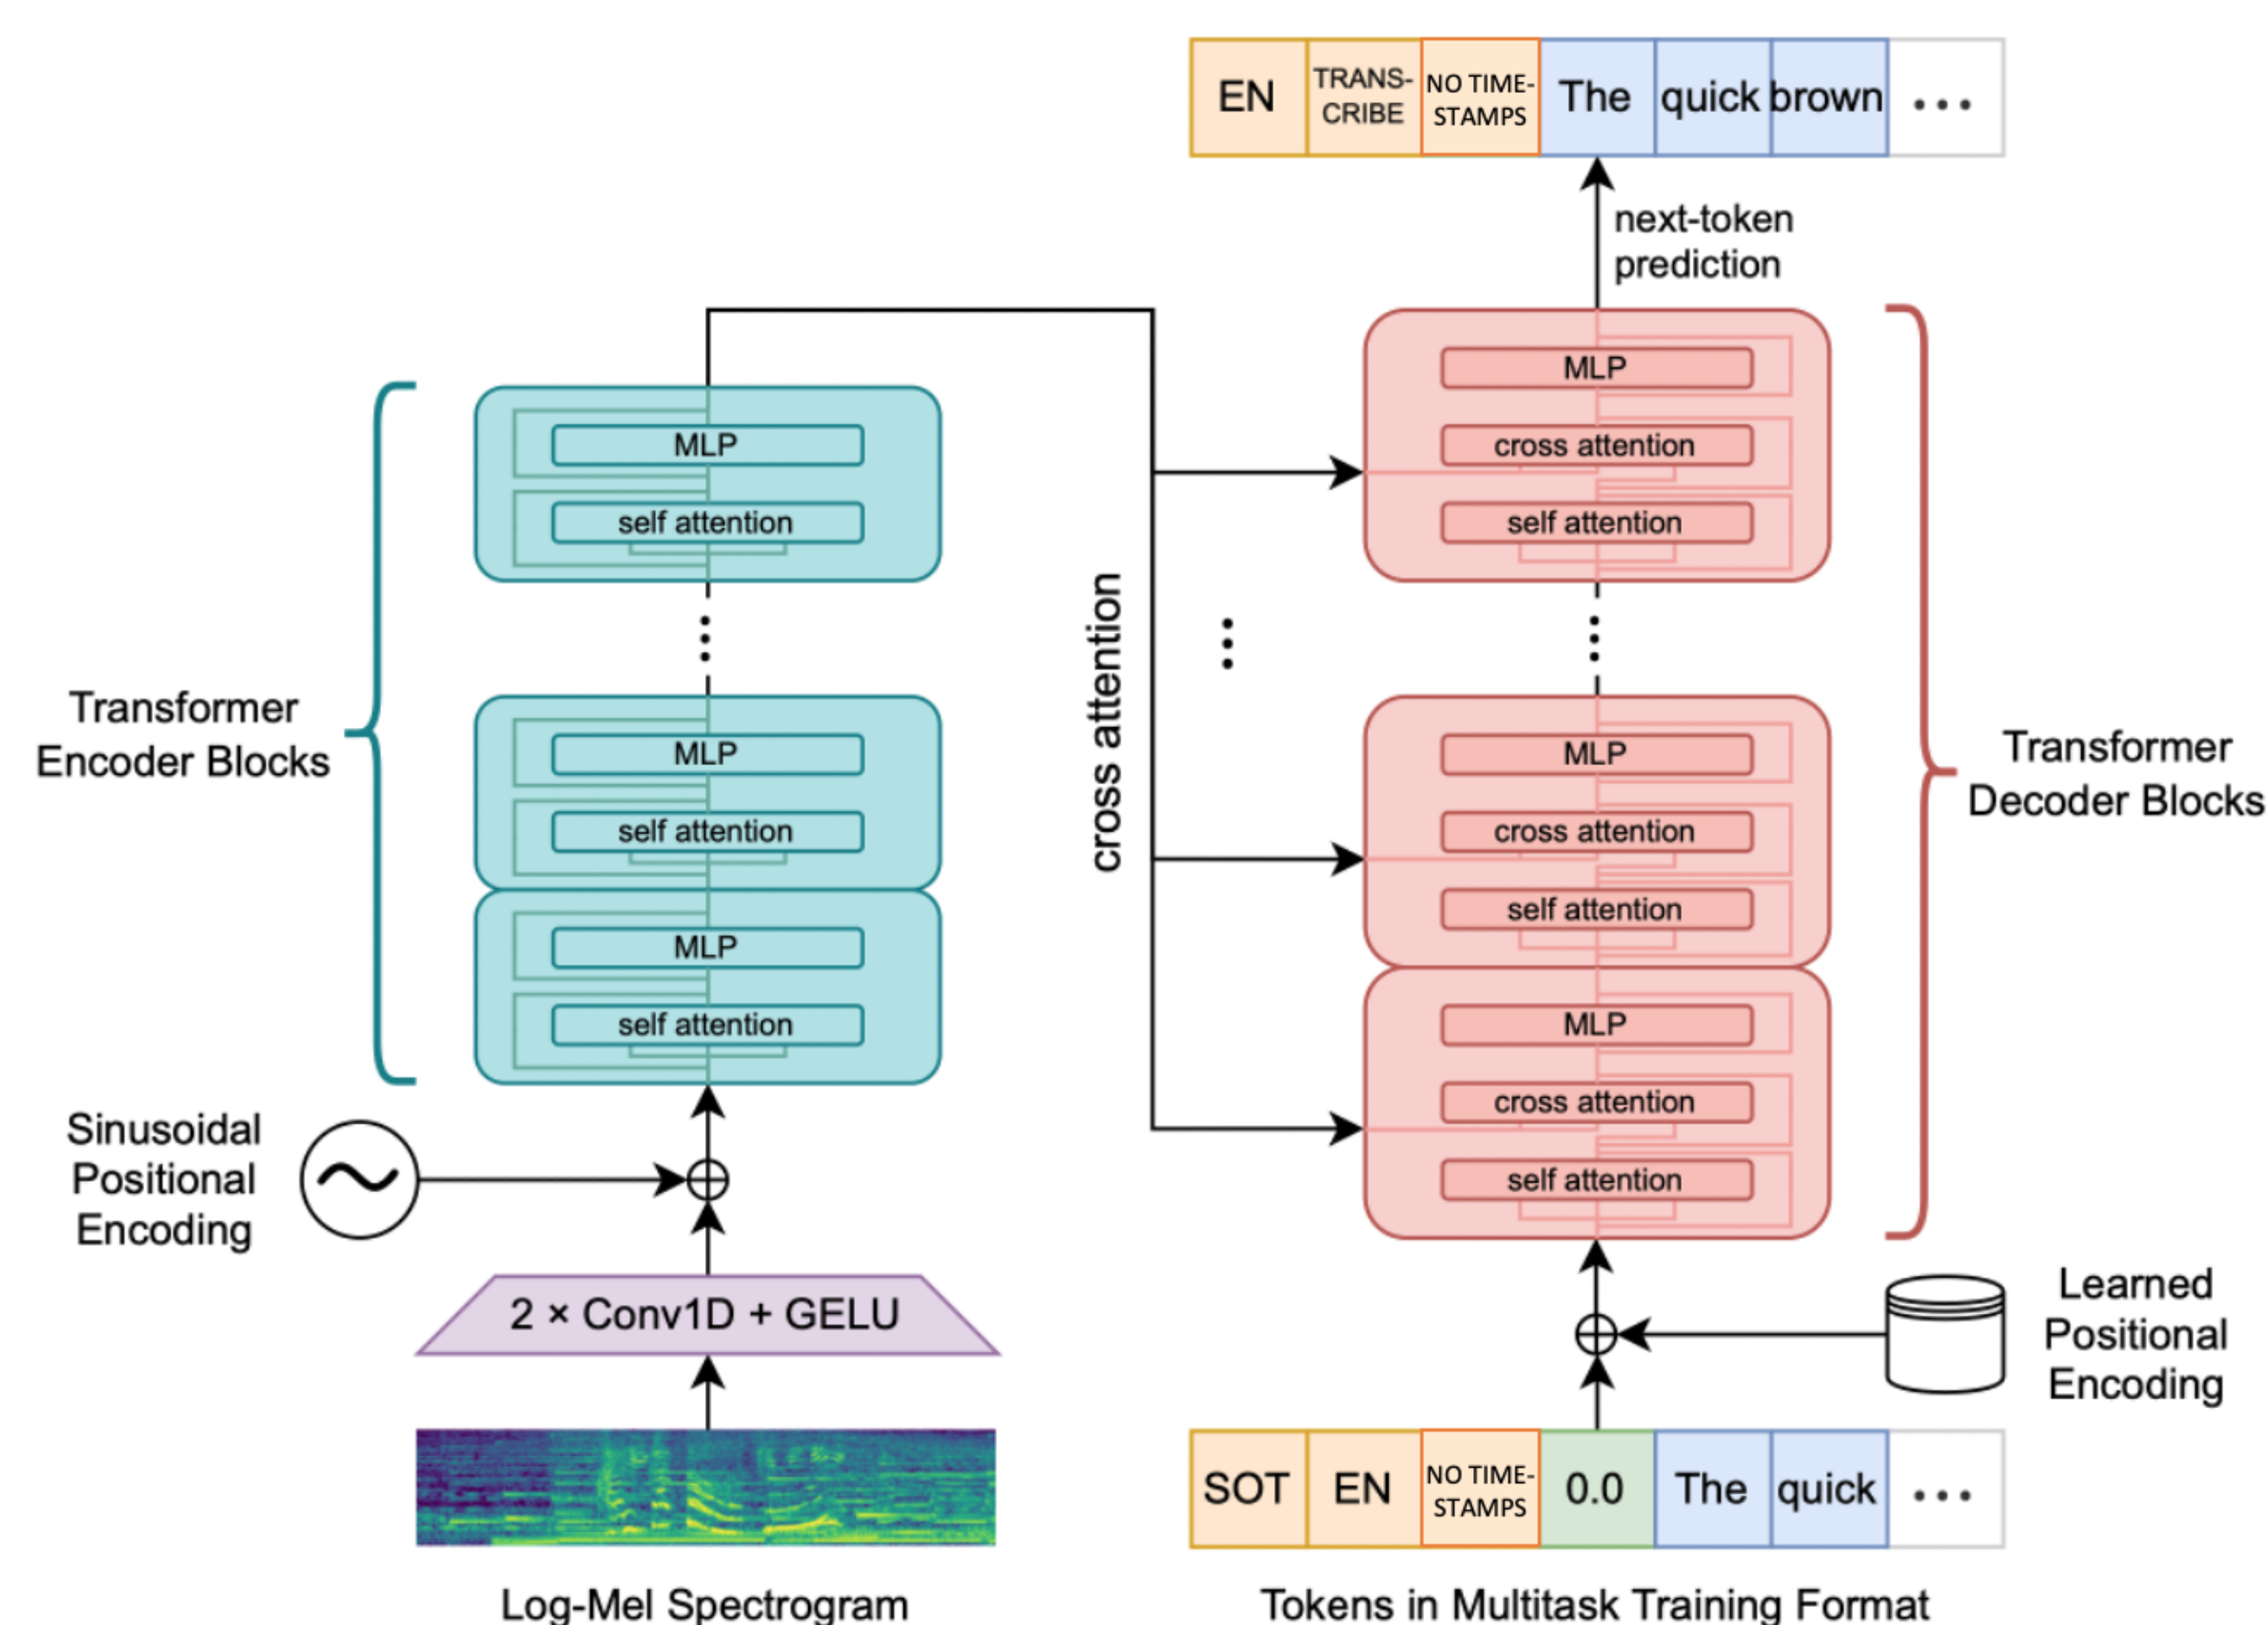 EN
TRANS-
CRIBE
NO TIME-
STAMPS
The
quick
brown
...
next-token
prediction
MLP
self attention
MLP
self attention
MLP
self attention
Transformer
Encoder Blocks
cross attention
MLP
cross attention
self attention
MLP
cross attention
self attention
MLP
cross attention
self attention
Transformer
Decoder Blocks
Sinusoidal
Positional
Encoding
2 × Conv1D + GELU
Learned
Positional
Encoding
SOT
EN
NO TIME-
STAMPS
0.0
The
quick
...
Log-Mel Spectrogram
Tokens in Multitask Training Format